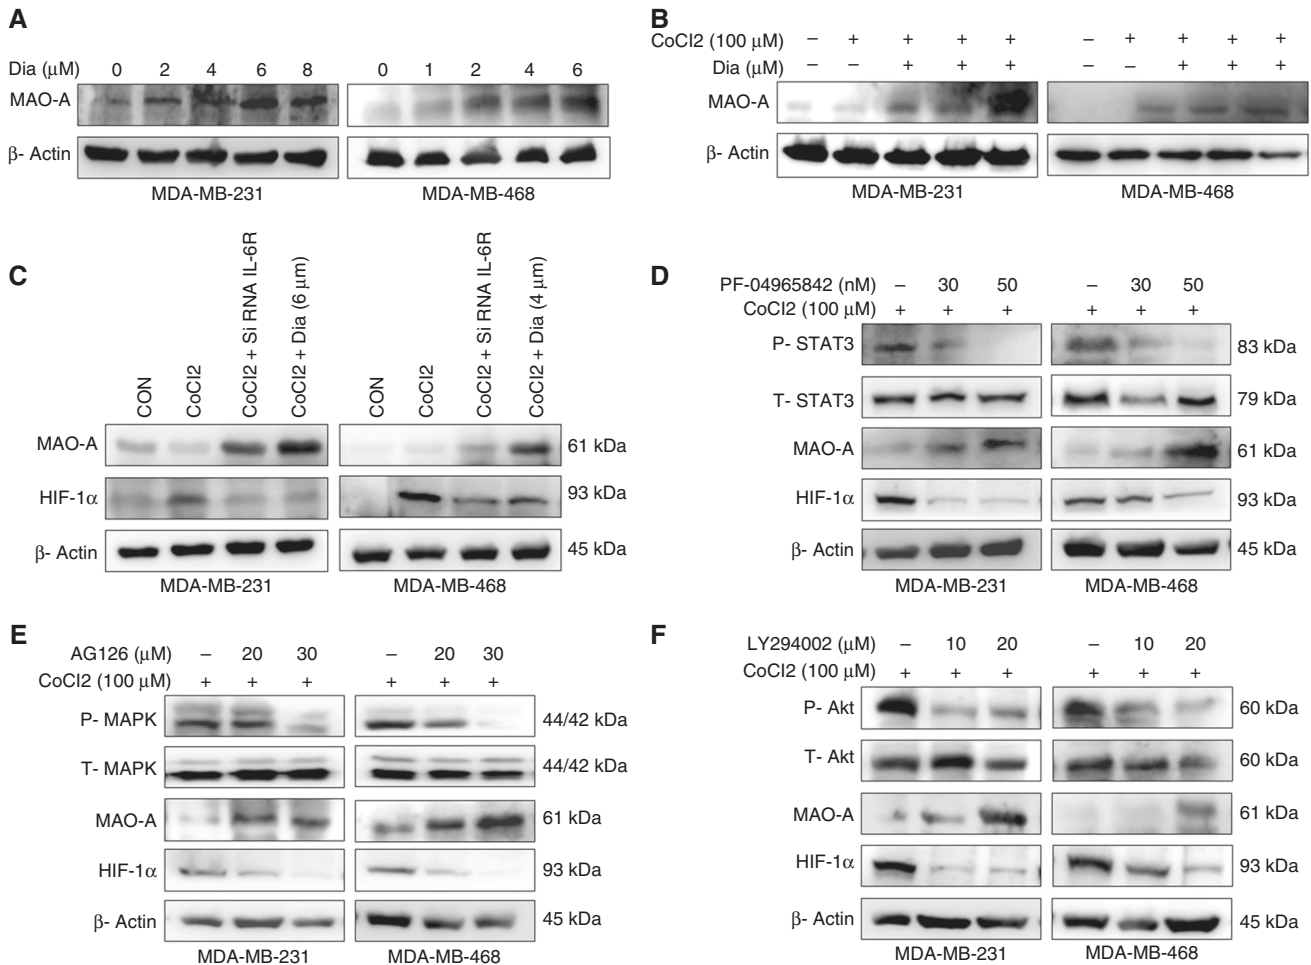 A
Dia (μM) 0 2 4 6 8 0 1 2 4 6
MAO-A
β- Actin
MDA-MB-231 MDA-MB-468
B
CoCl2 (100 μM) – + + + + – + + + +
Dia (μM) – – + + + – – + + +
MAO-A
β- Actin
MDA-MB-231 MDA-MB-468
C
CON CoCl2 CoCl2 + Si RNA IL-6R CoCl2 + Dia (6 μm) CON CoCl2 CoCl2 + Si RNA IL-6R CoCl2 + Dia (4 μm)
MAO-A 61 kDa
HIF-1α 93 kDa
β- Actin 45 kDa
MDA-MB-231 MDA-MB-468
D
PF-04965842 (nM) – 30 50 – 30 50
CoCl2 (100 μM) + + + + + +
P- STAT3 83 kDa
T- STAT3 79 kDa
MAO-A 61 kDa
HIF-1α 93 kDa
β- Actin 45 kDa
MDA-MB-231 MDA-MB-468
E
AG126 (μM) – 20 30 – 20 30
CoCl2 (100 μM) + + + + + +
P- MAPK 44/42 kDa
T- MAPK 44/42 kDa
MAO-A 61 kDa
HIF-1α 93 kDa
β- Actin 45 kDa
MDA-MB-231 MDA-MB-468
F
LY294002 (μM) – 10 20 – 10 20
CoCl2 (100 μM) + + + + + +
P- Akt 60 kDa
T- Akt 60 kDa
MAO-A 61 kDa
HIF-1α 93 kDa
β- Actin 45 kDa
MDA-MB-231 MDA-MB-468